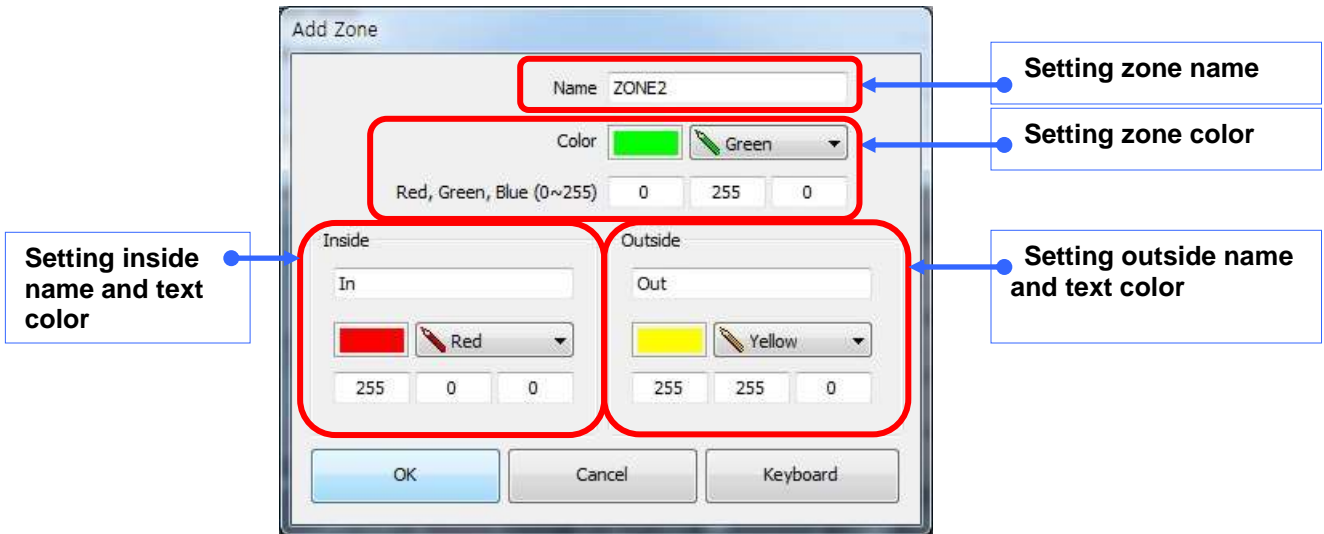 Add Zone
Name ZONE2
Setting zone name
Color Green
Setting zone color
Red, Green, Blue (0~255) 0 255 0
Setting inside
name and text
color
Inside
In
Red
255 0 0
Outside
Out
Yellow
255 255 0
Setting outside name
and text color
OK Cancel Keyboard